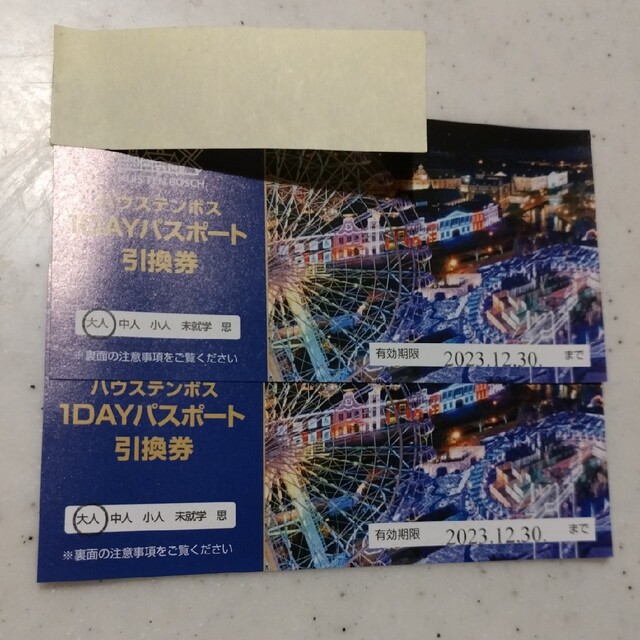 ハウステンボス
1DAYパスポート
引換券
大人 中人 小人 未就学 思
※裏面の注意事項をご覧ください
有効期限 2023.12.30. まで
ハウステンボス
1DAYパスポート
引換券
大人 中人 小人 未就学 思
※裏面の注意事項をご覧ください
有効期限 2023.12.30. まで